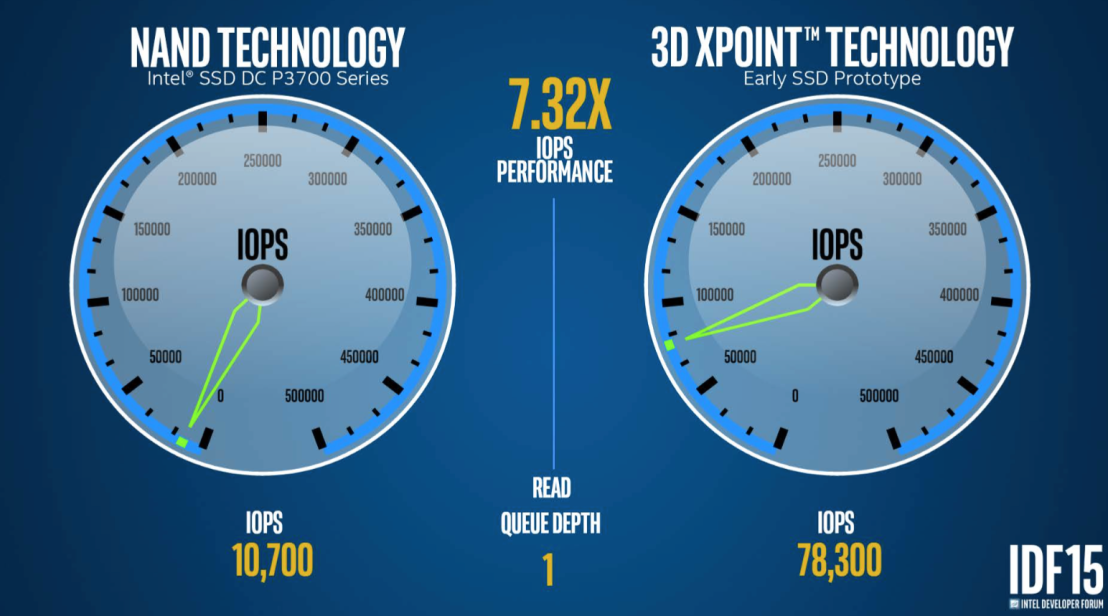 NAND TECHNOLOGY
Intel® SSD DC P3700 Series
250000
200000
300000
150000
350000
IOPS
100000
400000
50000
450000
0
500000
IOPS
10,700
7.32X
IOPS
PERFORMANCE
READ
QUEUE DEPTH
1
3D XPOINT™ TECHNOLOGY
Early SSD Prototype
250000
200000
300000
150000
350000
IOPS
100000
400000
50000
450000
0
500000
IOPS
78,300
IDF15
INTEL DEVELOPER FORUM